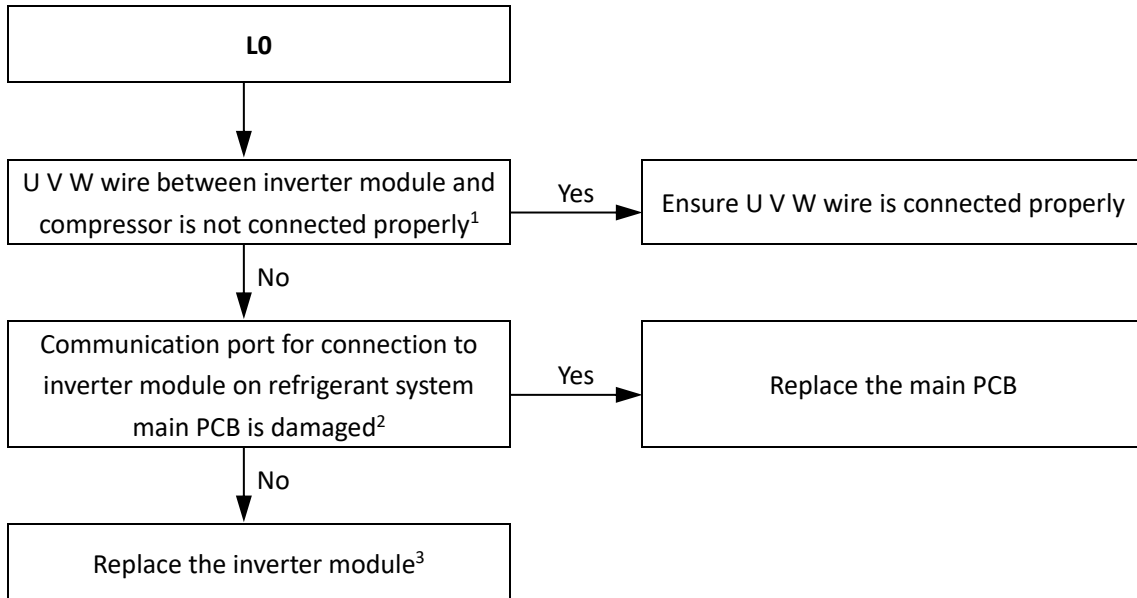 L0
U V W wire between inverter module and
compressor is not connected properly¹
Yes
Ensure U V W wire is connected properly
No
Communication port for connection to
inverter module on refrigerant system
main PCB is damaged²
Yes
Replace the main PCB
No
Replace the inverter module³